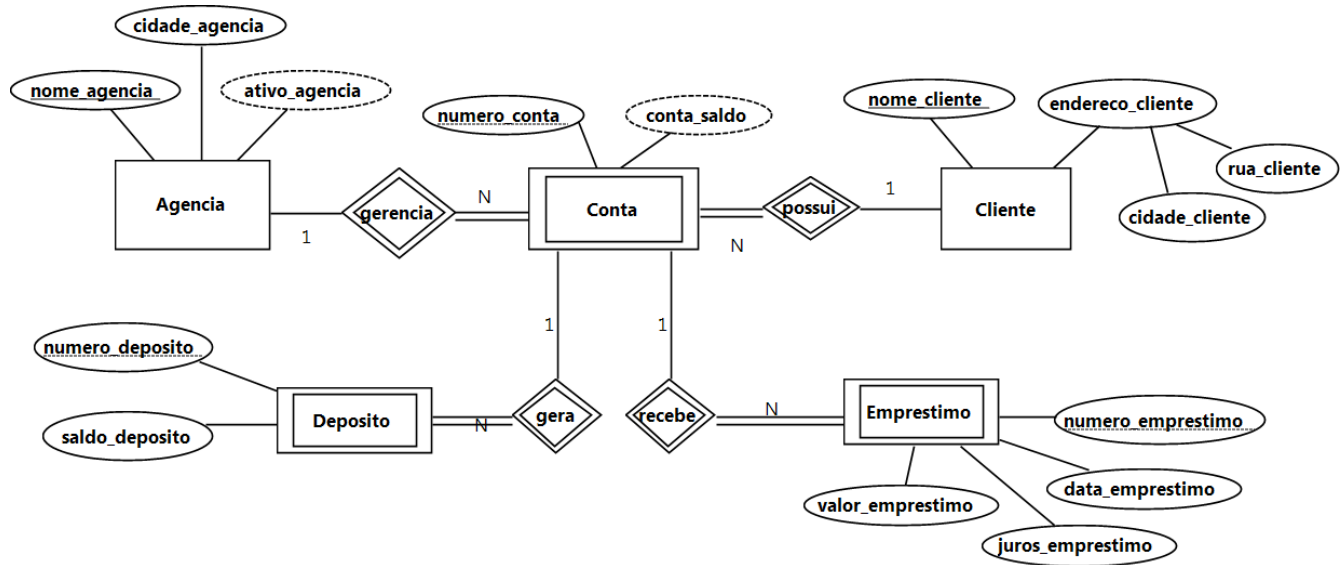 cidade_agencia
nome_agencia
ativo_agencia
numero_conta
conta_saldo
nome_cliente
endereco_cliente
rua_cliente
cidade_cliente
Agencia
1
gerencia
N
Conta
N
possui
1
Cliente
1
1
numero_deposito
saldo_deposito
Deposito
N
gera
recebe
N
Emprestimo
numero_emprestimo
data_emprestimo
valor_emprestimo
juros_emprestimo